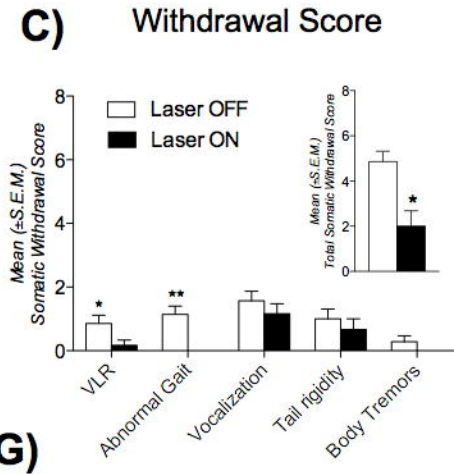 C) Withdrawal Score
Mean (±S.E.M.)
Somatic Withdrawal Score
8
6
4
2
0
Laser OFF
Laser ON
Mean (±S.E.M.)
Total Somatic Withdrawal Score
8
6
4
2
0
*
*
**
VLR
Abnormal Gait
Vocalization
Tail rigidity
Body Tremors
G)